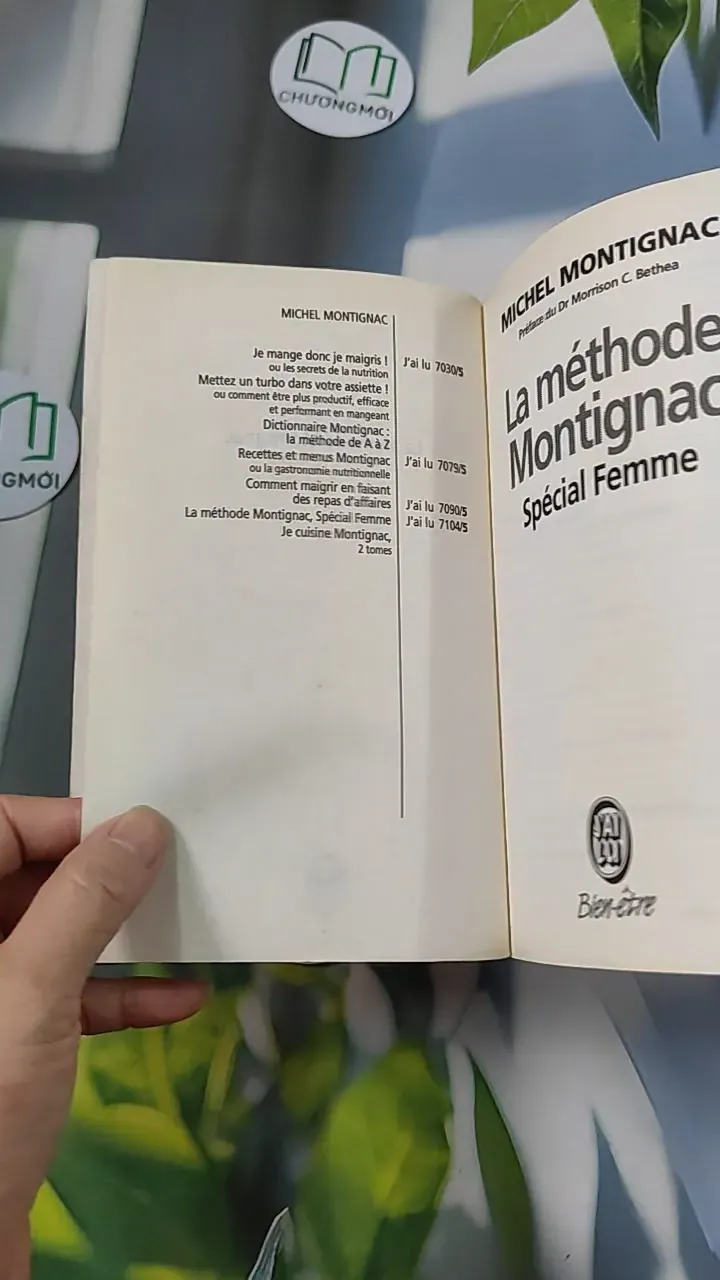 CHƯƠNGMỚI
GMỚI
MICHEL MONTIGNAC
Je mange donc je maigris ! J'ai lu 7030/5
ou les secrets de la nutrition
Mettez un turbo dans votre assiette !
ou comment être plus productif, efficace
et performant en mangeant
Dictionnaire Montignac :
la méthode de A à Z
Recettes et menus Montignac J'ai lu 7079/5
ou la gastronomie nutritionnelle
Comment maigrir en faisant
des repas d'affaires J'ai lu 7090/5
La méthode Montignac, Spécial Femme J'ai lu 7104/5
Je cuisine Montignac,
2 tomes
MICHEL MONTIGNAC
Préface du Dr Morrison C. Bethea
La méthode
Montignac
Spécial Femme
J'AI
LU
Bien-être